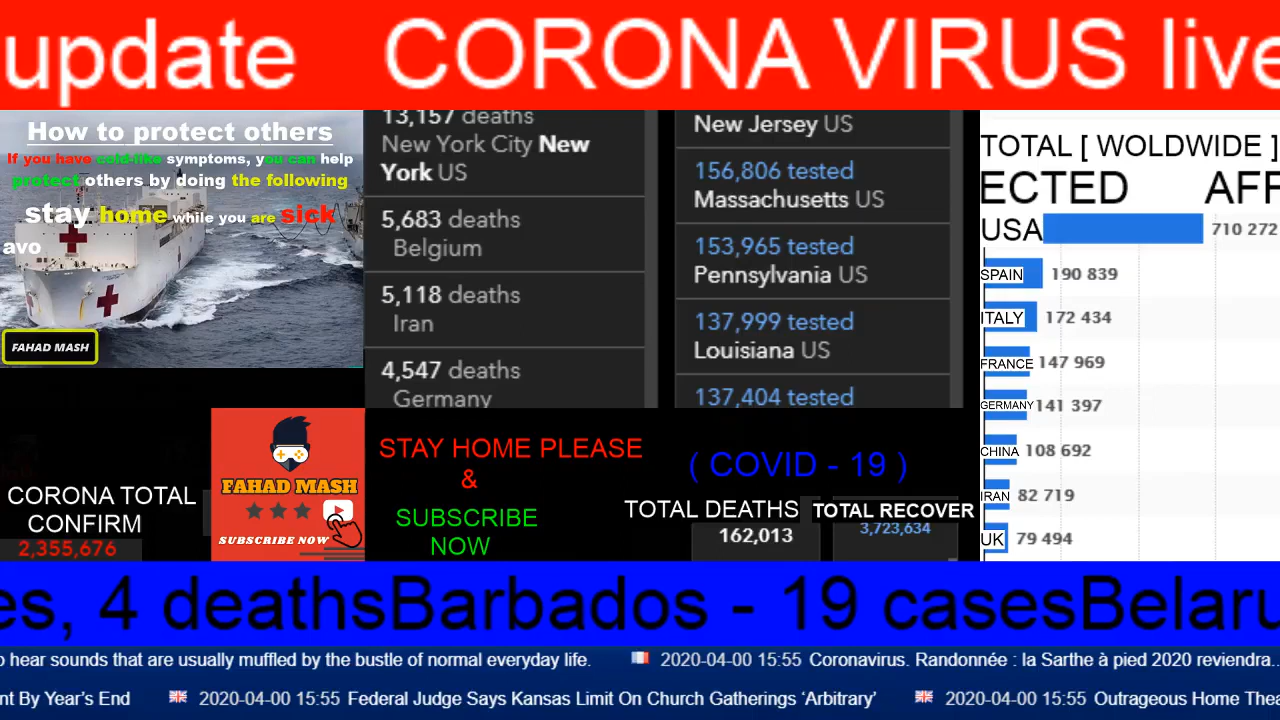 update CORONA VIRUS live
How to protect others
If you have cold-like symptoms, you can help
protect others by doing the following
stay home while you are sick
avo
FAHAD MASH
13,157 deaths
New York City New
York US
5,683 deaths
Belgium
5,118 deaths
Iran
4,547 deaths
Germany
New Jersey US
156,806 tested
Massachusetts US
153,965 tested
Pennsylvania US
137,999 tested
Louisiana US
137,404 tested
TOTAL [ WOLDWIDE ]
ECTED AFF
USA 710 272
SPAIN 190 839
ITALY 172 434
FRANCE 147 969
GERMANY 141 397
CHINA 108 692
IRAN 82 719
UK 79 494
CORONA TOTAL
CONFIRM
2,355,676
FAHAD MASH
SUBSCRIBE NOW
STAY HOME PLEASE
&
SUBSCRIBE
NOW
( COVID - 19 )
TOTAL DEATHS
162,013
TOTAL RECOVER
3,723,634
es, 4 deathsBarbados - 19 casesBelaru
o hear sounds that are usually muffled by the bustle of normal everyday life. 2020-04-00 15:55 Coronavirus. Randonnée : la Sarthe à pied 2020 reviendra...
nt By Year's End 2020-04-00 15:55 Federal Judge Says Kansas Limit On Church Gatherings ‘Arbitrary’ 2020-04-00 15:55 Outrageous Home Thea